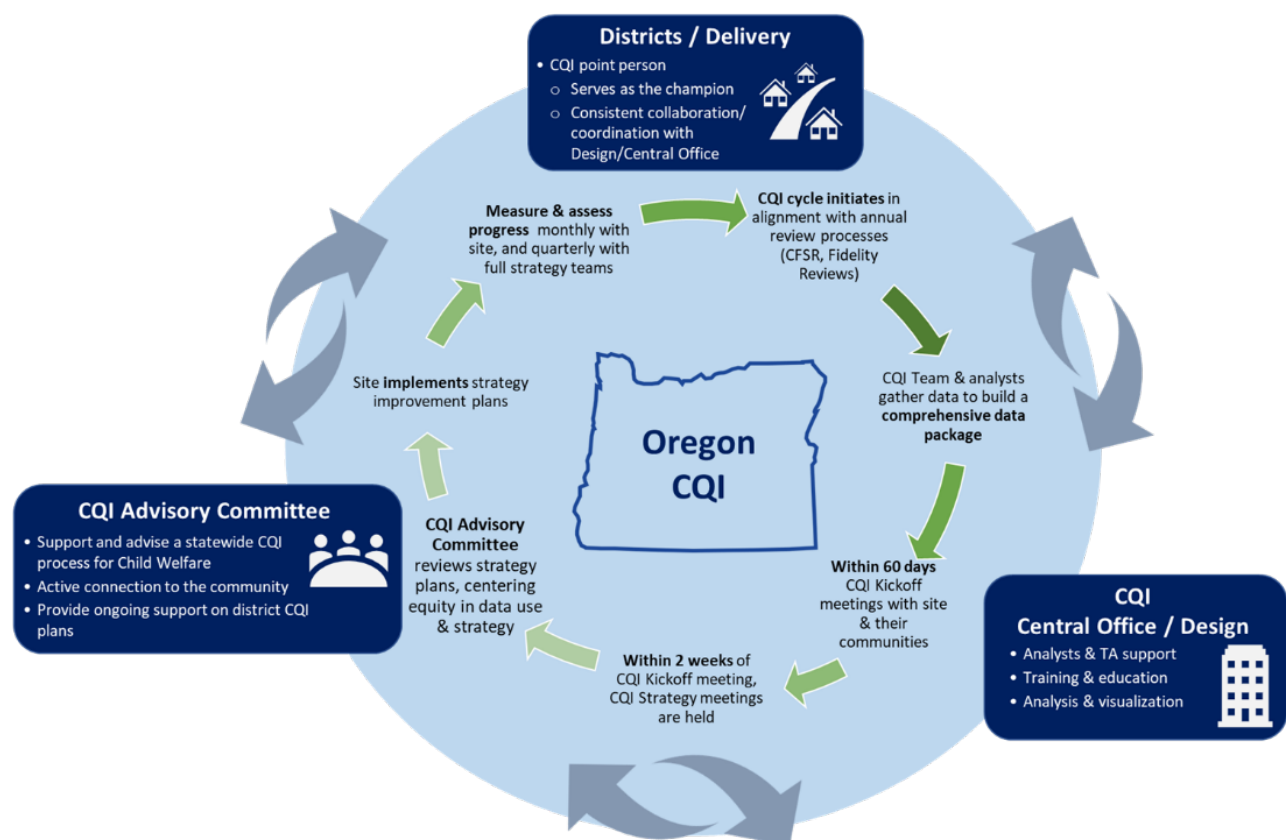 Districts / Delivery
• CQI point person
o Serves as the champion
o Consistent collaboration/
coordination with
Design/Central Office
CQI cycle initiates in
alignment with annual
review processes
(CFSR, Fidelity
Reviews)
CQI Team & analysts
gather data to build a
comprehensive data
package
Within 60 days
CQI Kickoff
meetings with site
& their
communities
CQI
Central Office / Design
• Analysts & TA support
• Training & education
• Analysis & visualization
Within 2 weeks of
CQI Kickoff meeting,
CQI Strategy meetings
are held
CQI Advisory
Committee
reviews strategy
plans, centering
equity in data use
& strategy
CQI Advisory Committee
• Support and advise a statewide CQI
process for Child Welfare
• Active connection to the community
• Provide ongoing support on district CQI
plans
Site implements strategy
improvement plans
Measure & assess
progress monthly with
site, and quarterly with
full strategy teams
Oregon
CQI